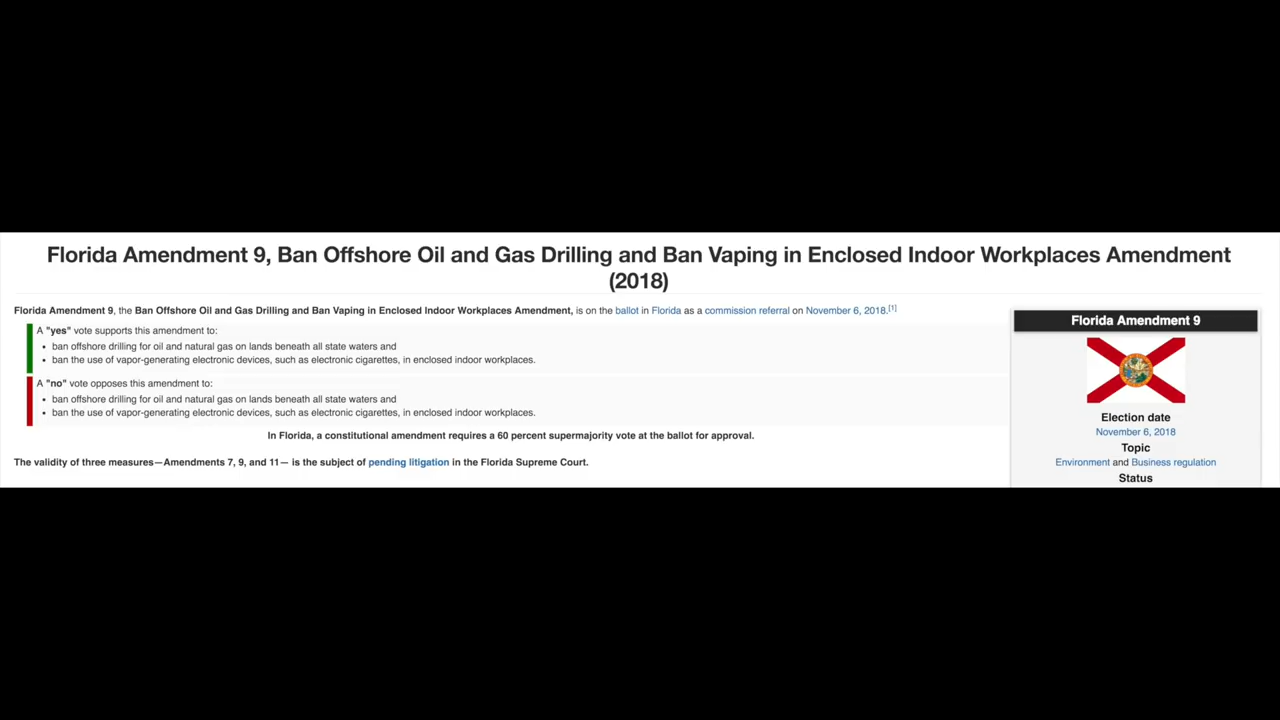 Florida Amendment 9, Ban Offshore Oil and Gas Drilling and Ban Vaping in Enclosed Indoor Workplaces Amendment
(2018)
Florida Amendment 9, the Ban Offshore Oil and Gas Drilling and Ban Vaping in Enclosed Indoor Workplaces Amendment, is on the ballot in Florida as a commission referral on November 6, 2018.[1]
A "yes" vote supports this amendment to:
• ban offshore drilling for oil and natural gas on lands beneath all state waters and
• ban the use of vapor-generating electronic devices, such as electronic cigarettes, in enclosed indoor workplaces.
A "no" vote opposes this amendment to:
• ban offshore drilling for oil and natural gas on lands beneath all state waters and
• ban the use of vapor-generating electronic devices, such as electronic cigarettes, in enclosed indoor workplaces.
In Florida, a constitutional amendment requires a 60 percent supermajority vote at the ballot for approval.
The validity of three measures—Amendments 7, 9, and 11— is the subject of pending litigation in the Florida Supreme Court.
Florida Amendment 9
Election date
November 6, 2018
Topic
Environment and Business regulation
Status